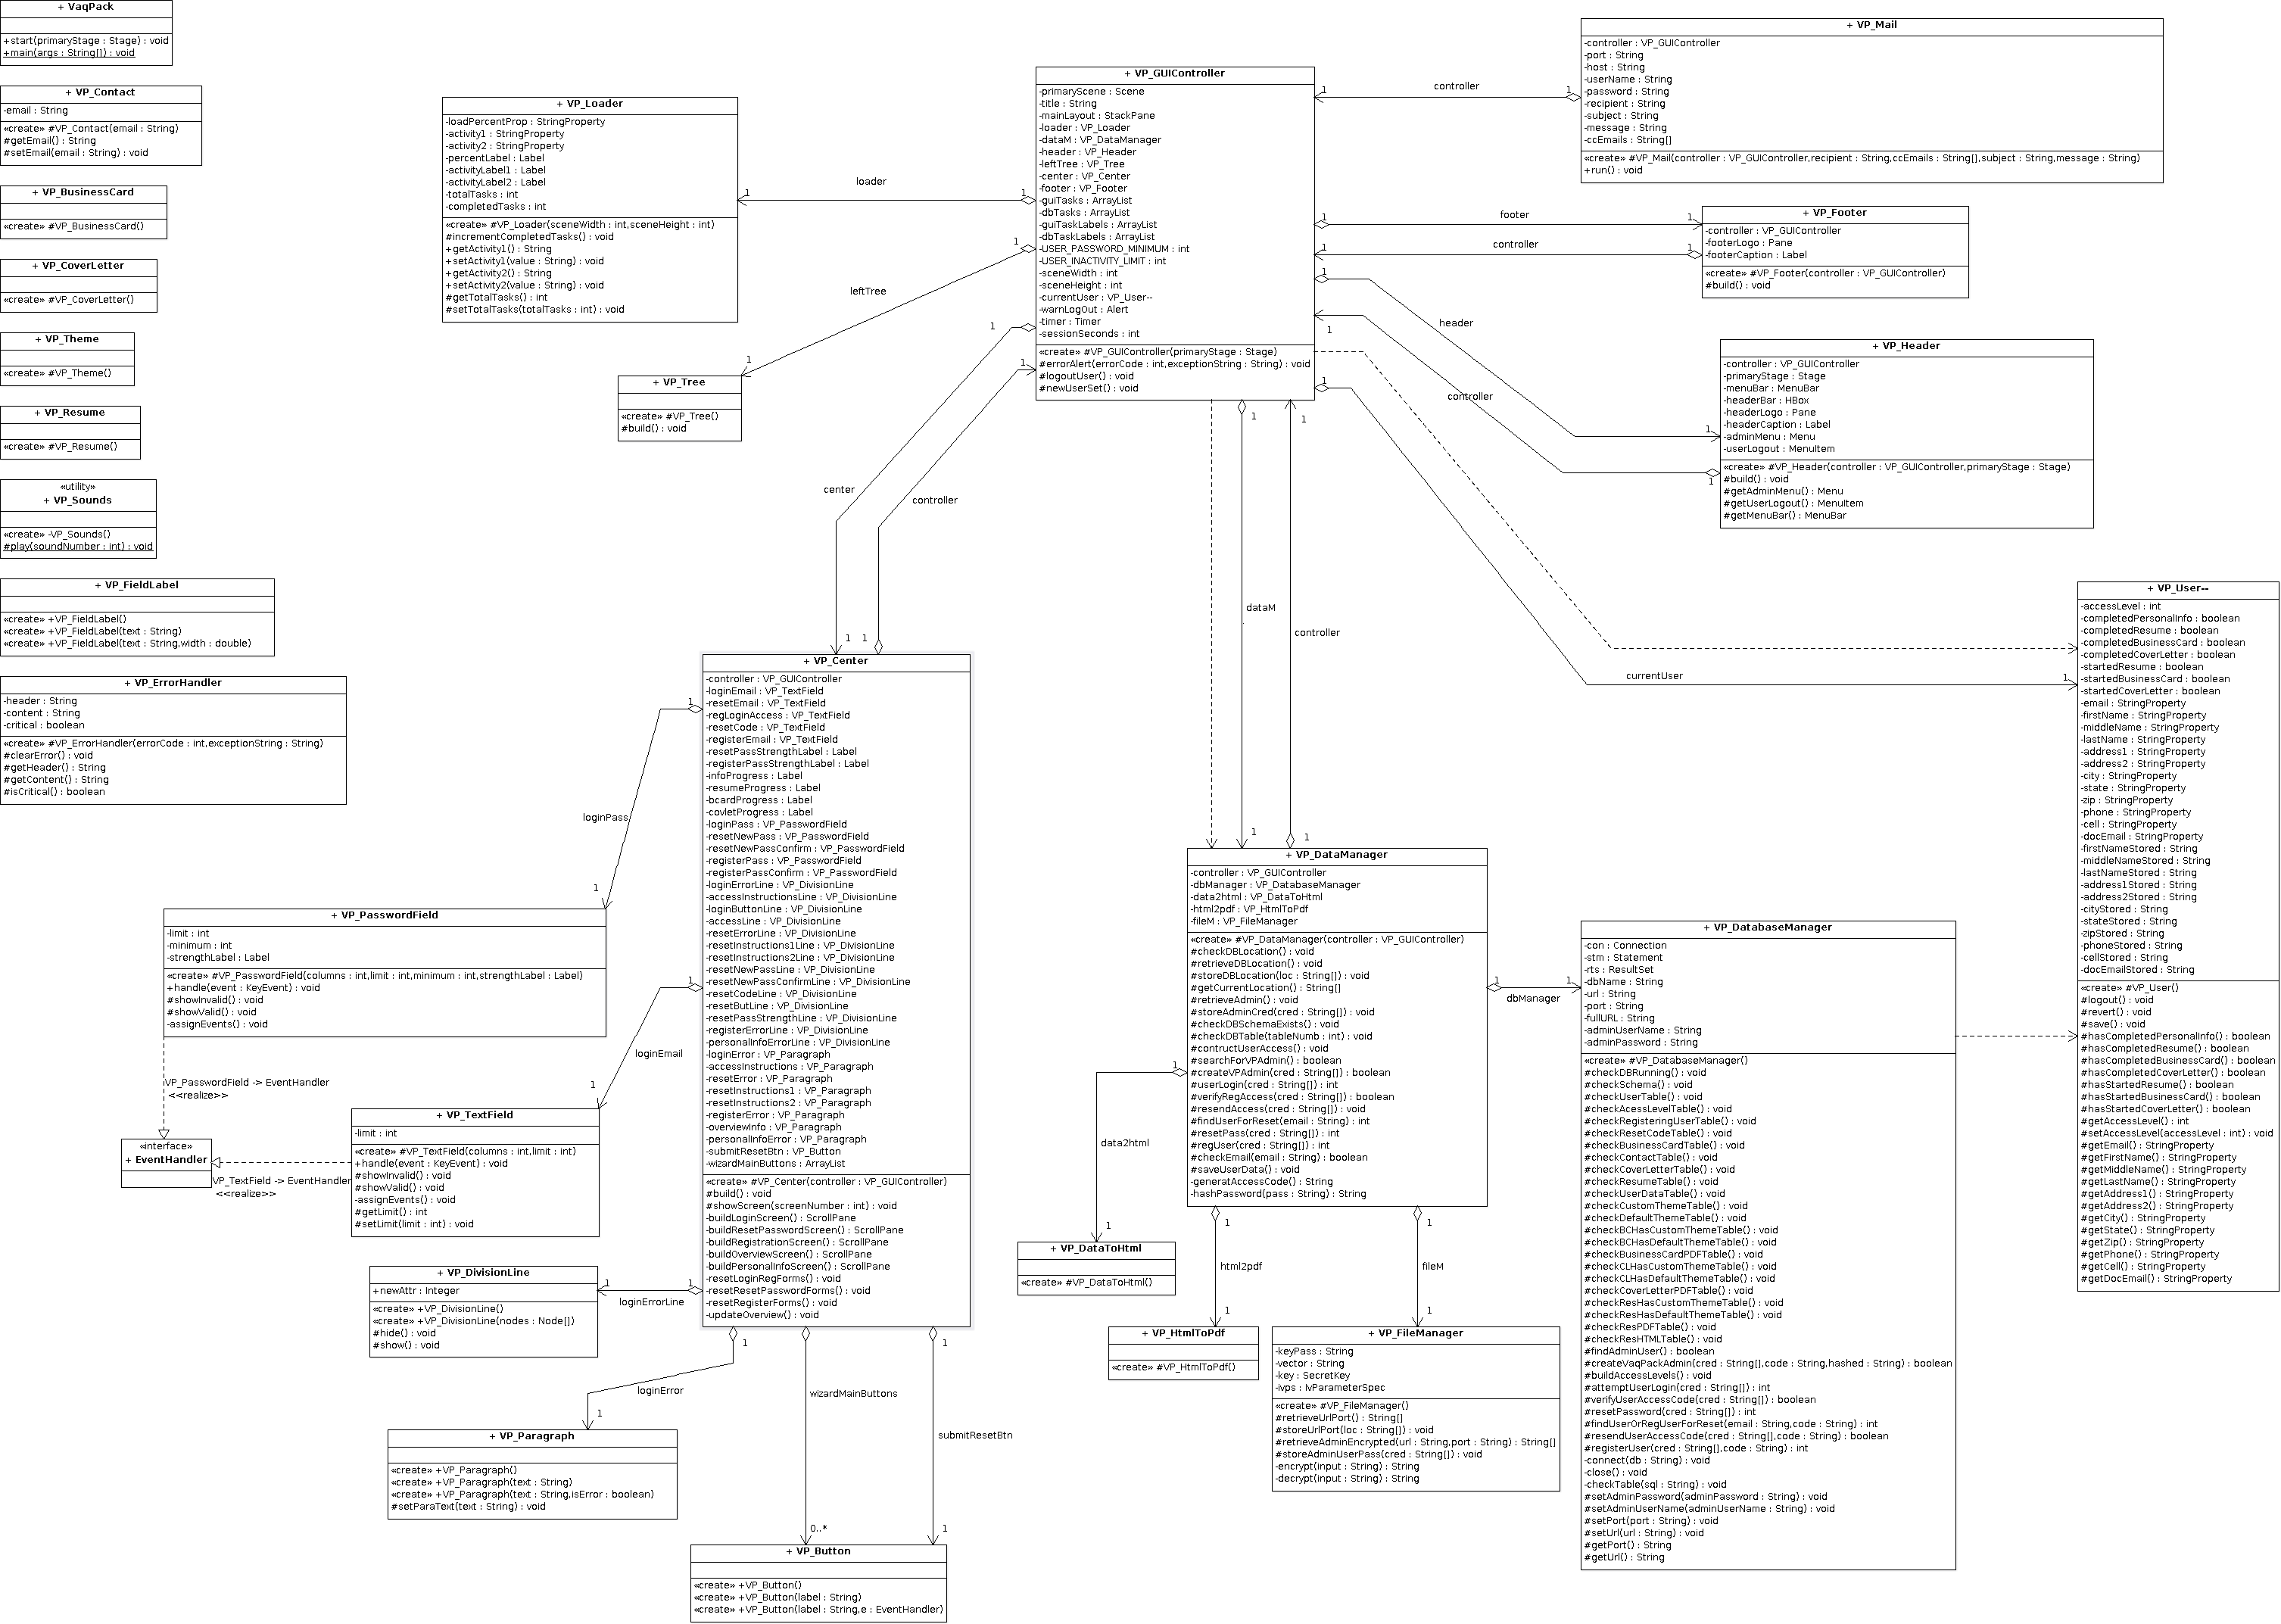 + VaqPack
+start(primaryStage : Stage) : void
+main(args : String[]) : void
+ VP_Contact
-email : String
«create» #VP_Contact(email : String)
#getEmail() : String
#setEmail(email : String) : void
+ VP_BusinessCard
«create» #VP_BusinessCard()
+ VP_CoverLetter
«create» #VP_CoverLetter()
+ VP_Theme
«create» #VP_Theme()
+ VP_Resume
«create» #VP_Resume()
«utility»
+ VP_Sounds
«create» -VP_Sounds()
#play(soundNumber : int) : void
+ VP_FieldLabel
«create» +VP_FieldLabel()
«create» +VP_FieldLabel(text : String)
«create» +VP_FieldLabel(text : String,width : double)
+ VP_ErrorHandler
-header : String
-content : String
-critical : boolean
«create» #VP_ErrorHandler(errorCode : int,exceptionString : String)
#clearError() : void
#getHeader() : String
#getContent() : String
#isCritical() : boolean
+ VP_Loader
-loadPercentProp : StringProperty
-activity1 : StringProperty
-activity2 : StringProperty
-percentLabel : Label
-activityLabel1 : Label
-activityLabel2 : Label
-totalTasks : int
-completedTasks : int
«create» #VP_Loader(sceneWidth : int,sceneHeight : int)
#incrementCompletedTasks() : void
+getActivity1() : String
+setActivity1(value : String) : void
+getActivity2() : String
+setActivity2(value : String) : void
#getTotalTasks() : int
#setTotalTasks(totalTasks : int) : void
1
loader
1
1
leftTree
1
+ VP_Tree
«create» #VP_Tree()
#build() : void
+ VP_GUIController
-primaryScene : Scene
-title : String
-mainLayout : StackPane
-loader : VP_Loader
-dataM : VP_DataManager
-header : VP_Header
-leftTree : VP_Tree
-center : VP_Center
-footer : VP_Footer
-guiTasks : ArrayList
-dbTasks : ArrayList
-guiTaskLabels : ArrayList
-dbTaskLabels : ArrayList
-USER_PASSWORD_MINIMUM : int
-USER_INACTIVITY_LIMIT : int
-sceneWidth : int
-sceneHeight : int
-currentUser : VP_User--
-warnLogOut : Alert
-timer : Timer
-sessionSeconds : int
«create» #VP_GUIController(primaryStage : Stage)
#errorAlert(errorCode : int,exceptionString : String) : void
#logoutUser() : void
#newUserSet() : void
1
controller
1
+ VP_Mail
-controller : VP_GUIController
-port : String
-host : String
-userName : String
-password : String
-recipient : String
-subject : String
-message : String
-ccEmails : String[]
«create» #VP_Mail(controller : VP_GUIController,recipient : String,ccEmails : String[],subject : String,message : String)
+run() : void
1
footer
1
1
controller
1
+ VP_Footer
-controller : VP_GUIController
-footerLogo : Pane
-footerCaption : Label
«create» #VP_Footer(controller : VP_GUIController)
#build() : void
1
header
1
1
controller
1
+ VP_Header
-controller : VP_GUIController
-primaryStage : Stage
-menuBar : MenuBar
-headerBar : HBox
-headerLogo : Pane
-headerCaption : Label
-adminMenu : Menu
-userLogout : MenuItem
«create» #VP_Header(controller : VP_GUIController,primaryStage : Stage)
#build() : void
#getAdminMenu() : Menu
#getUserLogout() : MenuItem
#getMenuBar() : MenuBar
1
center
1
1
controller
1
1
dataM
1
1
controller
1
1
currentUser
1
+ VP_User--
-accessLevel : int
-completedPersonalInfo : boolean
-completedResume : boolean
-completedBusinessCard : boolean
-completedCoverLetter : boolean
-startedResume : boolean
-startedBusinessCard : boolean
-startedCoverLetter : boolean
-email : StringProperty
-firstName : StringProperty
-middleName : StringProperty
-lastName : StringProperty
-address1 : StringProperty
-address2 : StringProperty
-city : StringProperty
-state : StringProperty
-zip : StringProperty
-phone : StringProperty
-cell : StringProperty
-docEmail : StringProperty
-firstNameStored : String
-middleNameStored : String
-lastNameStored : String
-address1Stored : String
-address2Stored : String
-cityStored : String
-stateStored : String
-zipStored : String
-phoneStored : String
-cellStored : String
-docEmailStored : String
«create» #VP_User()
#logout() : void
#revert() : void
#save() : void
#hasCompletedPersonalInfo() : boolean
#hasCompletedResume() : boolean
#hasCompletedBusinessCard() : boolean
#hasCompletedCoverLetter() : boolean
#hasStartedResume() : boolean
#hasStartedBusinessCard() : boolean
#hasStartedCoverLetter() : boolean
#getAccessLevel() : int
#setAccessLevel(accessLevel : int) : void
#getEmail() : StringProperty
#getFirstName() : StringProperty
#getMiddleName() : StringProperty
#getLastName() : StringProperty
#getAddress1() : StringProperty
#getAddress2() : StringProperty
#getCity() : StringProperty
#getState() : StringProperty
#getZip() : StringProperty
#getPhone() : StringProperty
#getCell() : StringProperty
#getDocEmail() : StringProperty
+ VP_Center
-controller : VP_GUIController
-loginEmail : VP_TextField
-resetEmail : VP_TextField
-regLoginAccess : VP_TextField
-resetCode : VP_TextField
-registerEmail : VP_TextField
-resetPassStrengthLabel : Label
-registerPassStrengthLabel : Label
-infoProgress : Label
-resumeProgress : Label
-bcardProgress : Label
-covletProgress : Label
-loginPass : VP_PasswordField
-resetNewPass : VP_PasswordField
-resetNewPassConfirm : VP_PasswordField
-registerPass : VP_PasswordField
-registerPassConfirm : VP_PasswordField
-loginErrorLine : VP_DivisionLine
-accessInstructionsLine : VP_DivisionLine
-loginButtonLine : VP_DivisionLine
-accessLine : VP_DivisionLine
-resetErrorLine : VP_DivisionLine
-resetInstructions1Line : VP_DivisionLine
-resetInstructions2Line : VP_DivisionLine
-resetNewPassLine : VP_DivisionLine
-resetNewPassConfirmLine : VP_DivisionLine
-resetCodeLine : VP_DivisionLine
-resetButLine : VP_DivisionLine
-resetPassStrengthLine : VP_DivisionLine
-registerErrorLine : VP_DivisionLine
-personalInfoErrorLine : VP_DivisionLine
-loginError : VP_Paragraph
-accessInstructions : VP_Paragraph
-resetError : VP_Paragraph
-resetInstructions1 : VP_Paragraph
-resetInstructions2 : VP_Paragraph
-registerError : VP_Paragraph
-overviewInfo : VP_Paragraph
-personalInfoError : VP_Paragraph
-submitResetBtn : VP_Button
-wizardMainButtons : ArrayList
«create» #VP_Center(controller : VP_GUIController)
#build() : void
#showScreen(screenNumber : int) : void
-buildLoginScreen() : ScrollPane
-buildResetPasswordScreen() : ScrollPane
-buildRegistrationScreen() : ScrollPane
-buildOverviewScreen() : ScrollPane
-buildPersonalInfoScreen() : ScrollPane
-resetLoginRegForms() : void
-resetResetPasswordForms() : void
-resetRegisterForms() : void
-updateOverview() : void
1
loginPass
1
+ VP_PasswordField
-limit : int
-minimum : int
-strengthLabel : Label
«create» #VP_PasswordField(columns : int,limit : int,minimum : int,strengthLabel : Label)
+handle(event : KeyEvent) : void
#showInvalid() : void
#showValid() : void
-assignEvents() : void
VP_PasswordField -> EventHandler
<<realize>>
«interface»
+ EventHandler
VP_TextField -> EventHandler
<<realize>>
1
loginEmail
1
+ VP_TextField
-limit : int
«create» #VP_TextField(columns : int,limit : int)
+handle(event : KeyEvent) : void
#showInvalid() : void
#showValid() : void
-assignEvents() : void
#getLimit() : int
#setLimit(limit : int) : void
+ VP_DivisionLine
+newAttr : Integer
«create» +VP_DivisionLine()
«create» +VP_DivisionLine(nodes : Node[])
#hide() : void
#show() : void
1
1
loginErrorLine
1
loginError
1
+ VP_Paragraph
«create» +VP_Paragraph()
«create» +VP_Paragraph(text : String)
«create» +VP_Paragraph(text : String,isError : boolean)
#setParaText(text : String) : void
wizardMainButtons
0..*
1
submitResetBtn
1
+ VP_Button
«create» +VP_Button()
«create» +VP_Button(label : String)
«create» +VP_Button(label : String,e : EventHandler)
+ VP_DataManager
-controller : VP_GUIController
-dbManager : VP_DatabaseManager
-data2html : VP_DataToHtml
-html2pdf : VP_HtmlToPdf
-fileM : VP_FileManager
«create» #VP_DataManager(controller : VP_GUIController)
#checkDBLocation() : void
#retrieveDBLocation() : void
#storeDBLocation(loc : String[]) : void
#getCurrentLocation() : String[]
#retrieveAdmin() : void
#storeAdminCred(cred : String[]) : void
#checkDBSchemaExists() : void
#checkDBTable(tableNumb : int) : void
#contructUserAccess() : void
#searchForVPAdmin() : boolean
#createVPAdmin(cred : String[]) : boolean
#userLogin(cred : String[]) : int
#verifyRegAccess(cred : String[]) : boolean
#resendAccess(cred : String[]) : void
#findUserForReset(email : String) : int
#resetPass(cred : String[]) : int
#regUser(cred : String[]) : int
#checkEmail(email : String) : boolean
#saveUserData() : void
-generatAccessCode() : String
-hashPassword(pass : String) : String
1
dbManager
1
1
data2html
1
+ VP_DataToHtml
«create» #VP_DataToHtml()
1
html2pdf
1
+ VP_HtmlToPdf
«create» #VP_HtmlToPdf()
1
fileM
1
+ VP_FileManager
-keyPass : String
-vector : String
-key : SecretKey
-ivps : IvParameterSpec
«create» #VP_FileManager()
#retrieveUrlPort() : String[]
#storeUrlPort(loc : String[]) : void
#retrieveAdminEncrypted(url : String,port : String) : String[]
#storeAdminUserPass(cred : String[]) : void
-encrypt(input : String) : String
-decrypt(input : String) : String
+ VP_DatabaseManager
-con : Connection
-stm : Statement
-rts : ResultSet
-dbName : String
-url : String
-port : String
-fullURL : String
-adminUserName : String
-adminPassword : String
«create» #VP_DatabaseManager()
#checkDBRunning() : void
#checkSchema() : void
#checkUserTable() : void
#checkAcessLevelTable() : void
#checkRegisteringUserTable() : void
#checkResetCodeTable() : void
#checkBusinessCardTable() : void
#checkContactTable() : void
#checkCoverLetterTable() : void
#checkResumeTable() : void
#checkUserDataTable() : void
#checkCustomThemeTable() : void
#checkDefaultThemeTable() : void
#checkBCHasCustomThemeTable() : void
#checkBCHasDefaultThemeTable() : void
#checkBusinessCardPDFTable() : void
#checkCLHasCustomThemeTable() : void
#checkCLHasDefaultThemeTable() : void
#checkCoverLetterPDFTable() : void
#checkResHasCustomThemeTable() : void
#checkResHasDefaultThemeTable() : void
#checkResPDFTable() : void
#checkResHTMLTable() : void
#findAdminUser() : boolean
#createVaqPackAdmin(cred : String[],code : String,hashed : String) : boolean
#buildAccessLevels() : void
#attemptUserLogin(cred : String[]) : int
#verifyUserAccessCode(cred : String[]) : boolean
#resetPassword(cred : String[]) : int
#findUserOrRegUserForReset(email : String,code : String) : int
#resendUserAccessCode(cred : String[],code : String) : boolean
#registerUser(cred : String[],code : String) : int
-connect(db : String) : void
-close() : void
-checkTable(sql : String) : void
#setAdminPassword(adminPassword : String) : void
#setAdminUserName(adminUserName : String) : void
#setPort(port : String) : void
#setUrl(url : String) : void
#getPort() : String
#getUrl() : String